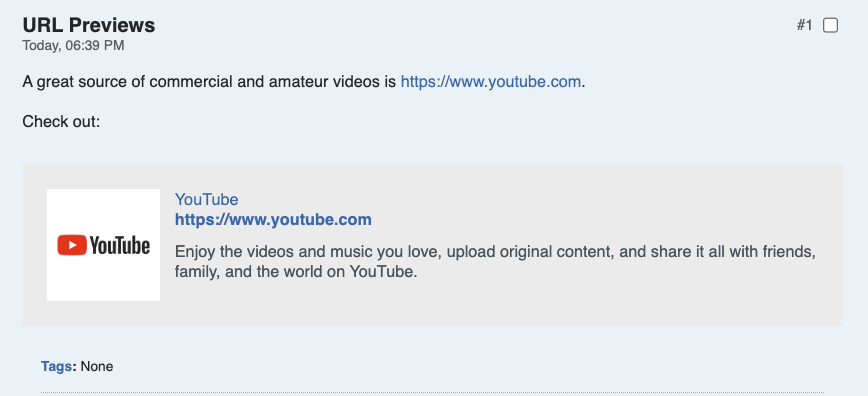 URL Previews
#1
Today, 06:39 PM
A great source of commercial and amateur videos is https://www.youtube.com.
Check out:
YouTube
YouTube
https://www.youtube.com
Enjoy the videos and music you love, upload original content, and share it all with friends,
family, and the world on YouTube.
Tags: None